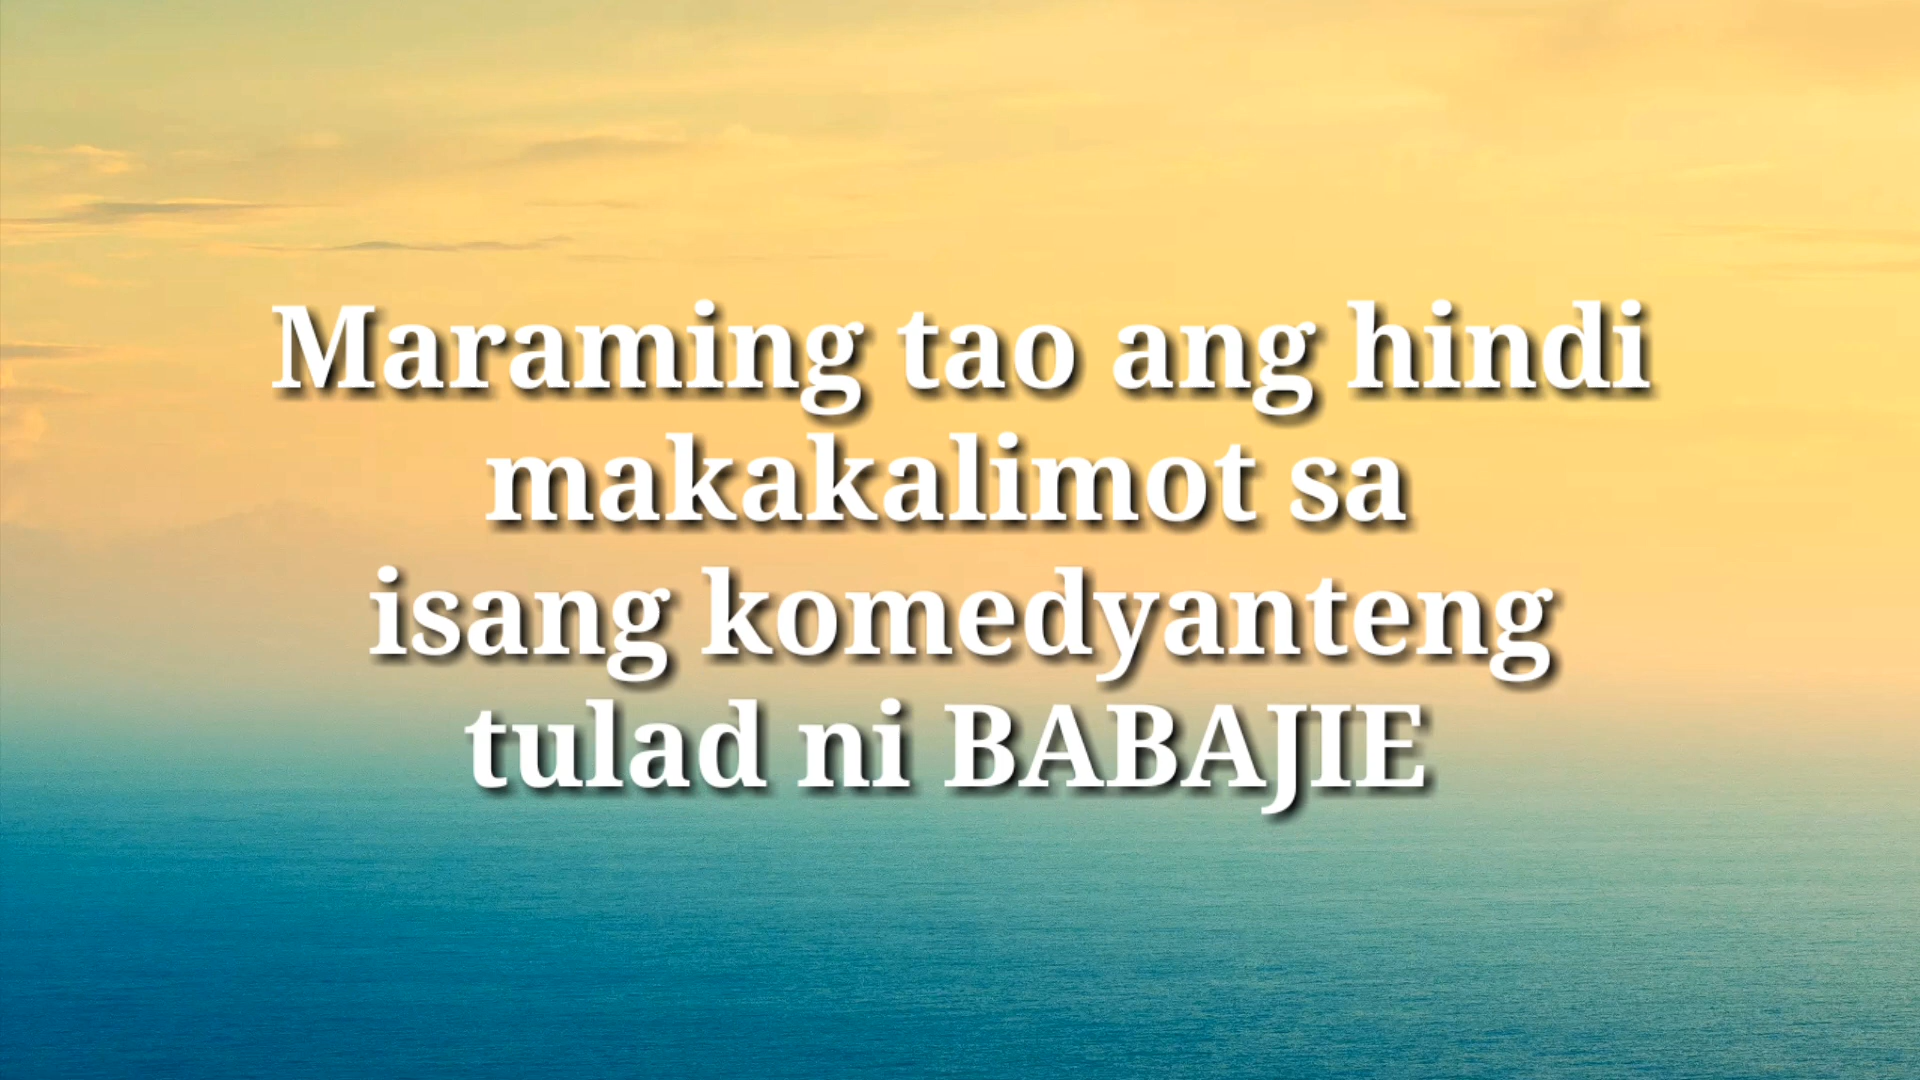 Maraming tao ang hindi
makakalimot sa
isang komedyanteng
tulad ni BABAJIE